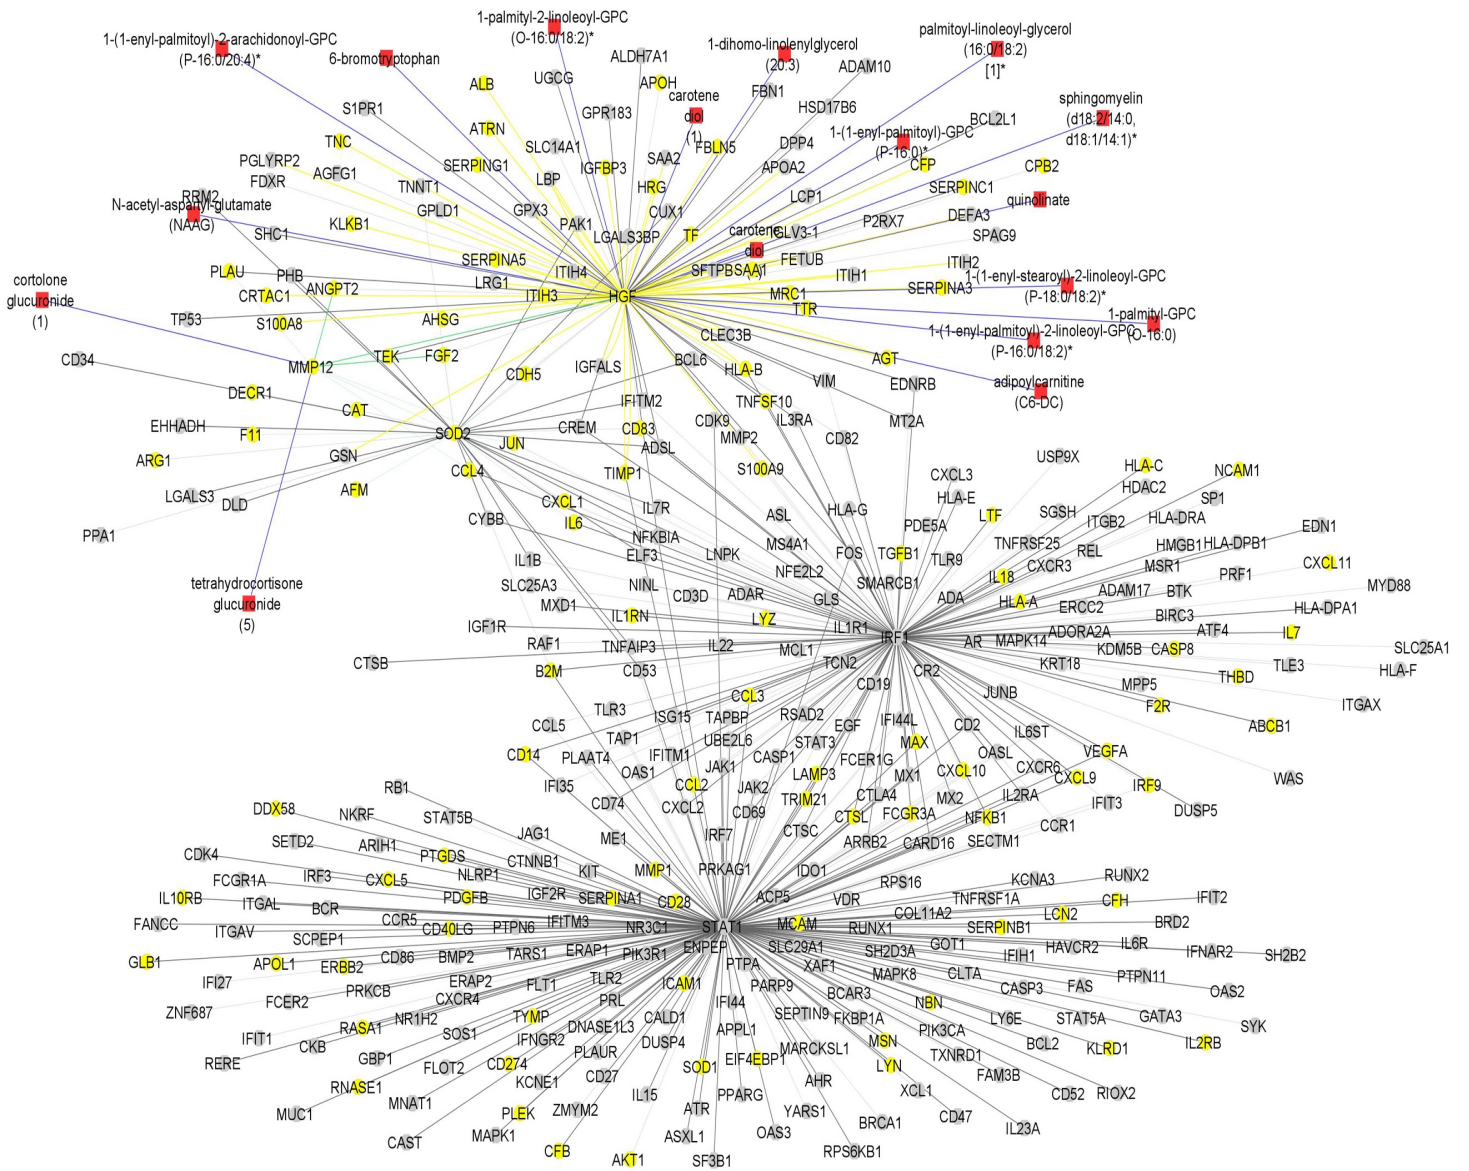 1-palmityl-2-linoleoyl-GPC
(O-16:0/18:2)*
1-(1-enyl-palmitoyl)-2-arachidonoyl-GPC
(P-16:0/20:4)*
6-bromotryptophan
ALDH7A1
1-dihomo-linolenylglycerol
(20:3)
palmitoyl-linoleoyl-glycerol
(16:0/18:2)
[1]*
ADAM10
UGCG
APOH
ALB
FBN1
carotene
diol
(1)
sphingomyelin
(d18:2/14:0,
d18:1/14:1)*
S1PR1
GPR183
HSD17B6
BCL2L1
ATRN
TNC
SLC14A1
FBLN5
DPP4
1-(1-enyl-palmitoyl)-GPC
(P-16:0)*
PGLYRP2
SERPING1
SAA2
IGFBP3
APOA2
CFP
CPB2
AGFG1
FDXR
TNNT1
LBP
HRG
SERPINC1
RRM2
N-acetyl-aspartyl-glutamate
(NAAG)
GPLD1
GPX3
CUX1
LCP1
quinolinate
KLKB1
PAK1
P2RX7
DEFA3
SHC1
LGALS3BP
TF
carotene
diol
IGLV3-1
SPAG9
PLAU
PHB
SERPINA5
ITIH4
SFTPB
SAA1
FETUB
ITIH1
ITIH2
cortolone
glucuronide
(1)
CRTAC1
ANGPT2
LRG1
ITIH3
HGF
MRC1
SERPINA3
1-(1-enyl-stearoyl)-2-linoleoyl-GPC
(P-18:0/18:2)*
TP53
S100A8
AHSG
TTR
1-palmityl-GPC
(O-16:0)
1-(1-enyl-palmitoyl)-2-linoleoyl-GPC
(P-16:0/18:2)*
CLEC3B
CD34
MMP12
TEK
FGF2
CDH5
IGFALS
BCL6
HLA-B
AGT
VIM
EDNRB
adipoylcarnitine
(C6-DC)
DECR1
CAT
IFITM2
TNFSF10
EHHADH
F11
SOD2
JUN
CREM
CD83
CDK9
IL3RA
MT2A
MMP2
CD82
ADSL
ARG1
GSN
CCL4
TIMP1
S100A9
USP9X
HLA-C
NCAM1
LGALS3
DLD
AFM
CXCL1
IL7R
CXCL3
HDAC2
HLA-E
SP1
PPA1
CYBB
IL6
NFKBIA
ASL
HLA-G
PDE5A
LTF
SGSH
ITGB2
HLA-DRA
EDN1
tetrahydrocortisone
glucuronide
(5)
IL1B
ELF3
LNPK
MS4A1
FOS
TGFB1
TLR9
TNFRSF25
REL
HMGB1
HLA-DPB1
NFE2L2
CXCR3
MSR1
CXCL11
SLC25A3
NINL
SMARCB1
IL18
PRF1
MXD1
CD3D
ADAR
GLS
ADA
HLA-A
ADAM17
BTK
MYD88
IL1RN
LYZ
ERCC2
BIRC3
HLA-DPA1
IGF1R
IL1R1
IRF1
AR
MAPK14
ADORA2A
ATF4
IL7
RAF1
TNFAIP3
IL22
MCL1
KDM5B
CASP8
SLC25A1
CTSB
B2M
CD53
TCN2
CR2
KRT18
TLE3
HLA-F
CD19
MPP5
THBD
CCL3
JUNB
F2R
ITGAX
TLR3
ISG15
TAPBP
RSAD2
EGF
IFI44L
CD2
IL6ST
ABCB1
CCL5
TAP1
UBE2L6
STAT3
MAX
OASL
VEGFA
CD14
PLAAT4
IFITM1
CASP1
FCER1G
CXCR6
OAS1
JAK1
LAMP3
MX1
CXCL10
CXCL9
IRF9
WAS
RB1
IFI35
CCL2
JAK2
CTLA4
MX2
IL2RA
DDX58
NKRF
STAT5B
CD74
CXCL2
CD69
TRIM21
CTSL
FCGR3A
NFKB1
IFIT3
DUSP5
JAG1
ME1
IRF7
CTSC
ARRB2
CARD16
CCR1
SETD2
ARIH1
PTGDS
CTNNB1
SECTM1
CDK4
NLRP1
KIT
MMP1
PRKAG1
IDO1
FCGR1A
IRF3
CXCL5
RPS16
KCNA3
RUNX2
IL10RB
ITGAL
BCR
PDGFB
IGF2R
SERPINA1
CD28
ACP5
VDR
TNFRSF1A
CFH
IFIT2
COL11A2
LCN2
FANCC
ITGAV
CCR5
CD40LG
PTPN6
IFITM3
NR3C1
STAT1
MCAM
RUNX1
SERPINB1
BRD2
SCPEP1
ENPEP
SLC29A1
SH2D3A
GOT1
HAVCR2
IL6R
IFNAR2
SH2B2
GLB1
APOL1
ERBB2
CD86
BMP2
TARS1
ERAP1
PIK3R1
PTPA
XAF1
IFIH1
IFI27
ERAP2
FLT1
TLR2
ICAM1
PARP9
MAPK8
CLTA
PTPN11
FCER2
PRKCB
CXCR4
PRL
IFI44
BCAR3
NBN
CASP3
FAS
OAS2
ZNF687
NR1H2
TYMP
CALD1
SEPTIN9
FKBP1A
LY6E
STAT5A
GATA3
SYK
IFIT1
RASA1
SOS1
IFNGR2
DNASE1L3
APPL1
PIK3CA
BCL2
CKB
DUSP4
MARCKSL1
MSN
KLRD1
IL2RB
RERE
GBP1
FLOT2
CD274
PLAUR
EIF4EBP1
LYN
TXNRD1
RNASE1
KCNE1
CD27
SOD1
AHR
FAM3B
CD52
RIOX2
MUC1
MNAT1
PLEK
ZMYM2
IL15
ATR
PPARG
YARS1
XCL1
CD47
IL23A
CAST
MAPK1
CFB
ASXL1
OAS3
BRCA1
AKT1
SF3B1
RPS6KB1